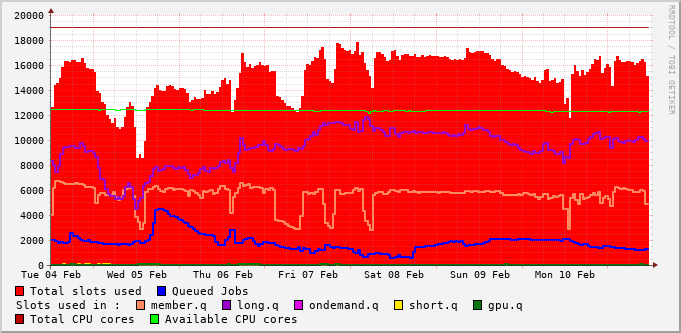 20000
18000
16000
14000
12000
10000
8000
6000
4000
2000
0
Tue 04 Feb Wed 05 Feb Thu 06 Feb Fri 07 Feb Sat 08 Feb Sun 09 Feb Mon 10 Feb
Total slots used Queued Jobs
Slots used in : member.q long.q ondemand.q short.q gpu.q
Total CPU cores Available CPU cores
RRDTOOL / TOBI OETIKER